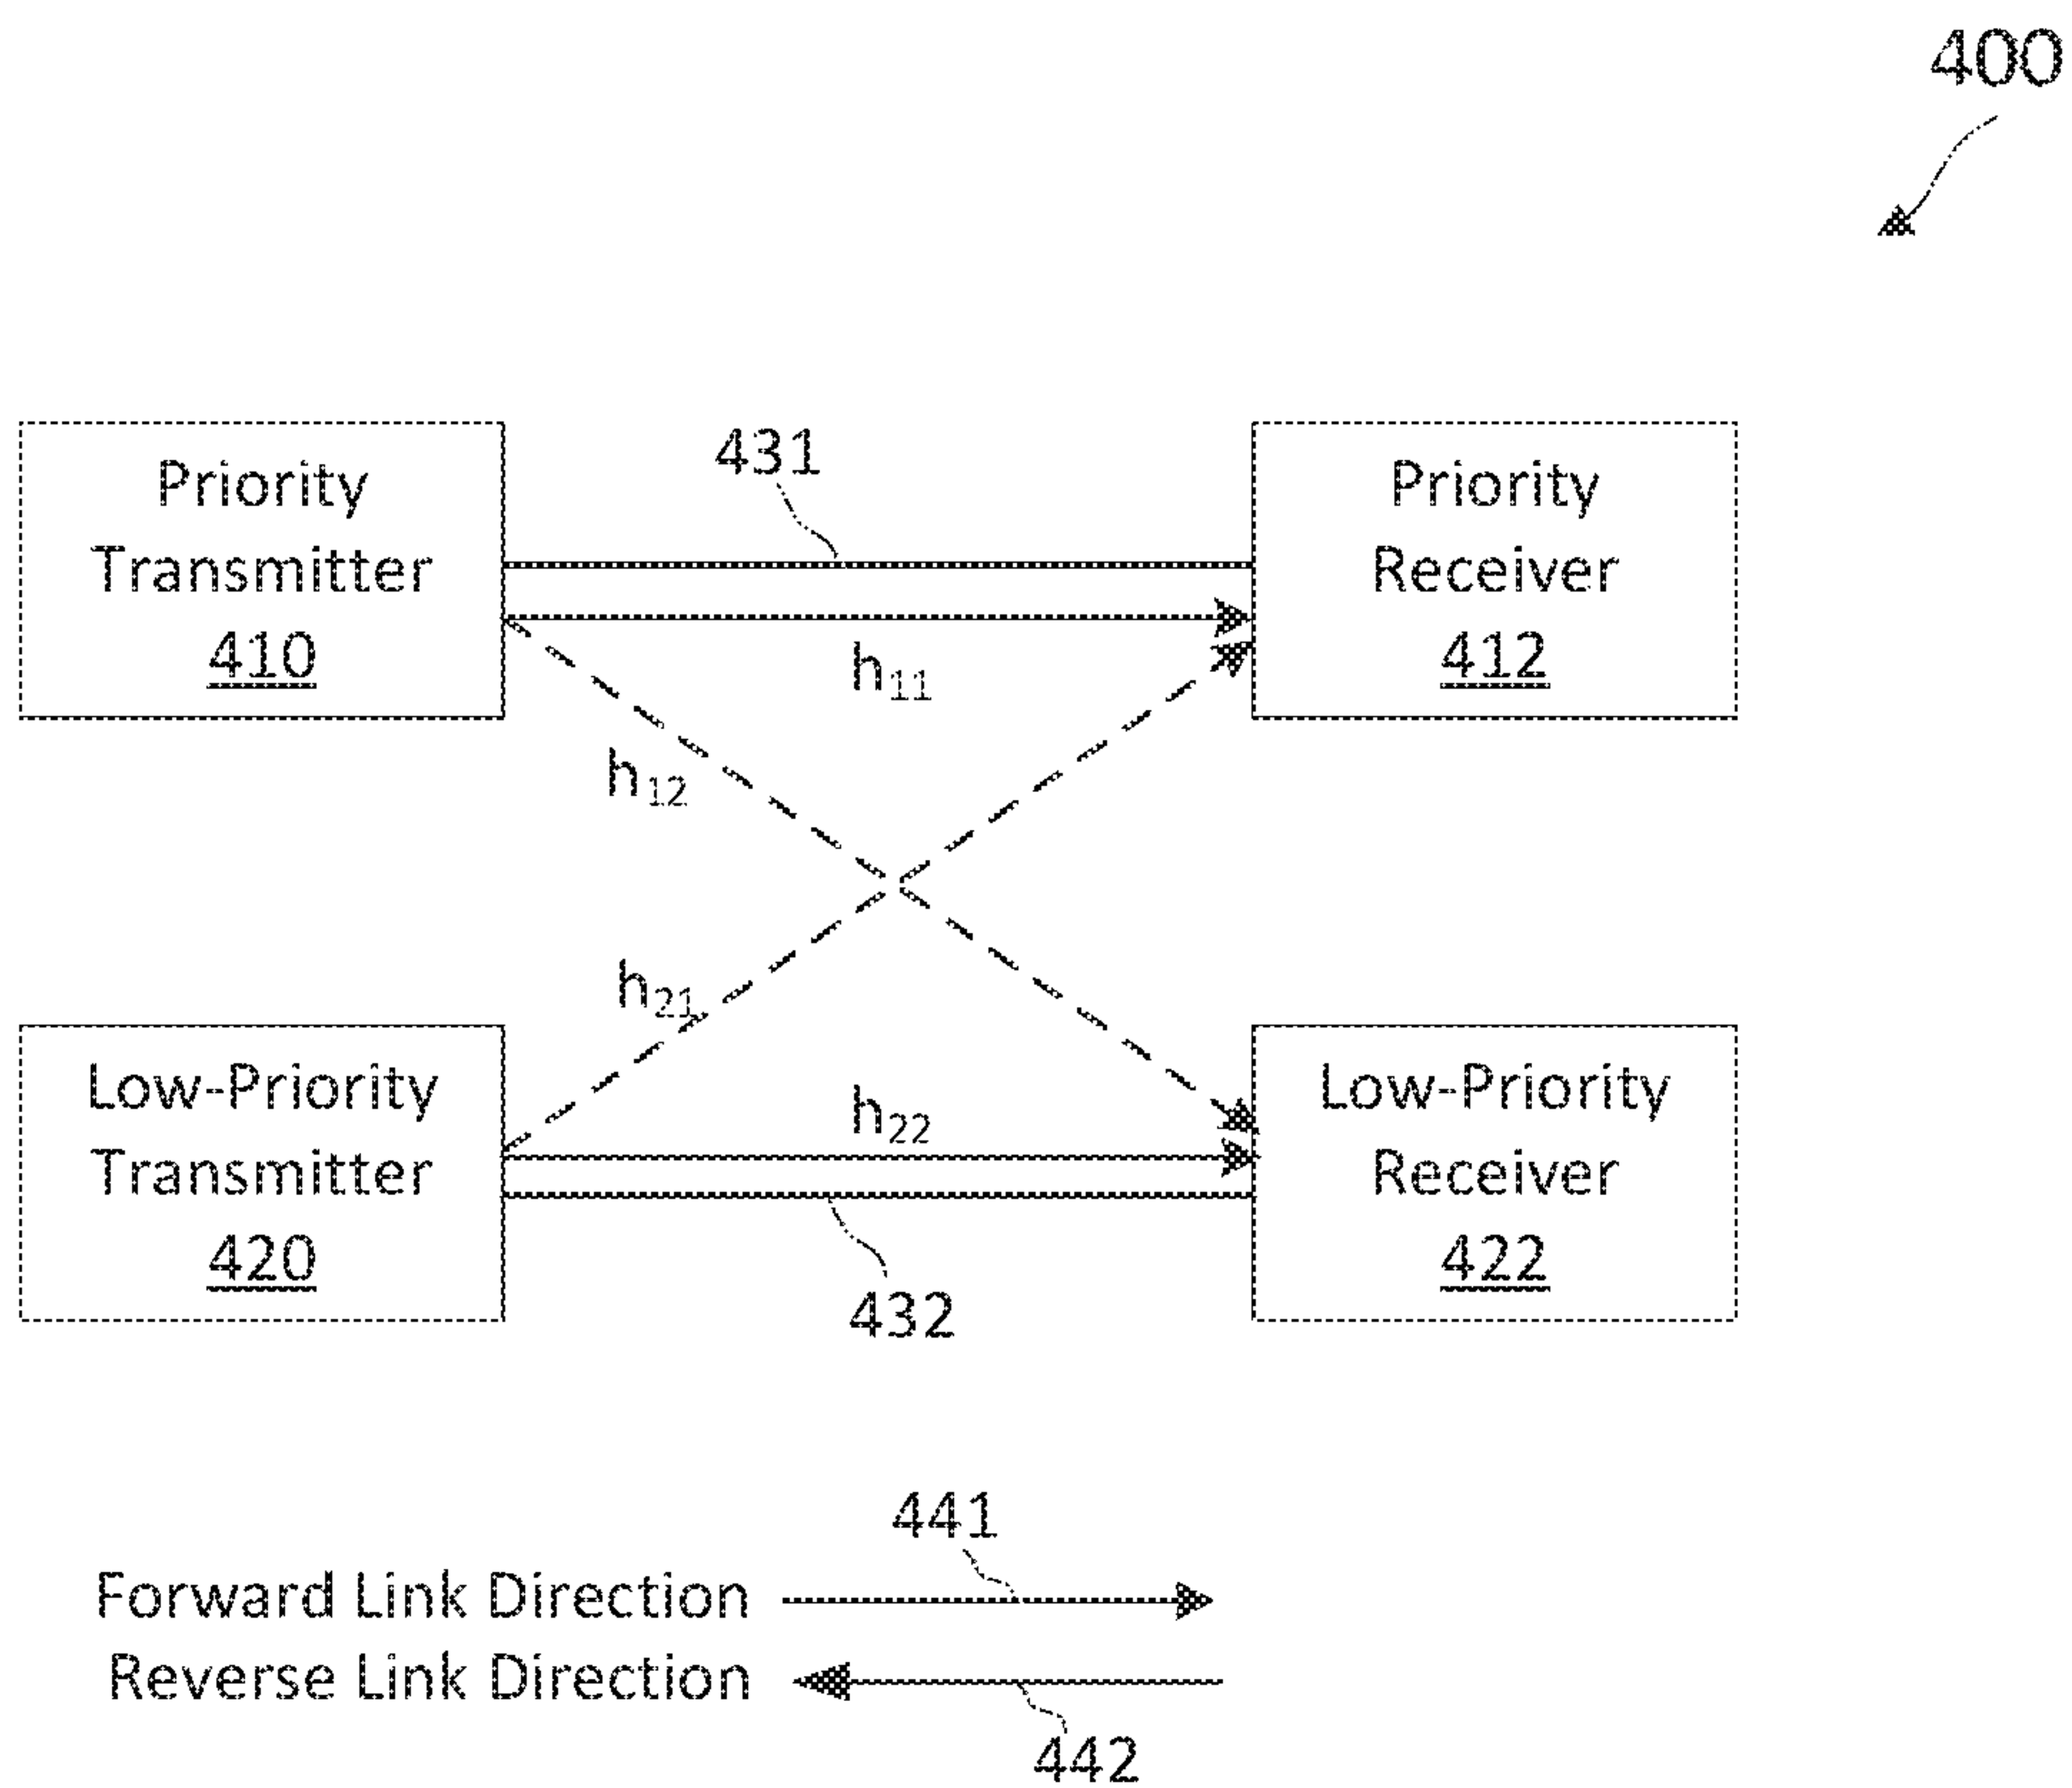 400
431
Priority
Transmitter
410
Priority
Receiver
412
h11
h12
h21
Low-Priority
Transmitter
420
h22
Low-Priority
Receiver
422
432
441
Forward Link Direction
Reverse Link Direction
442